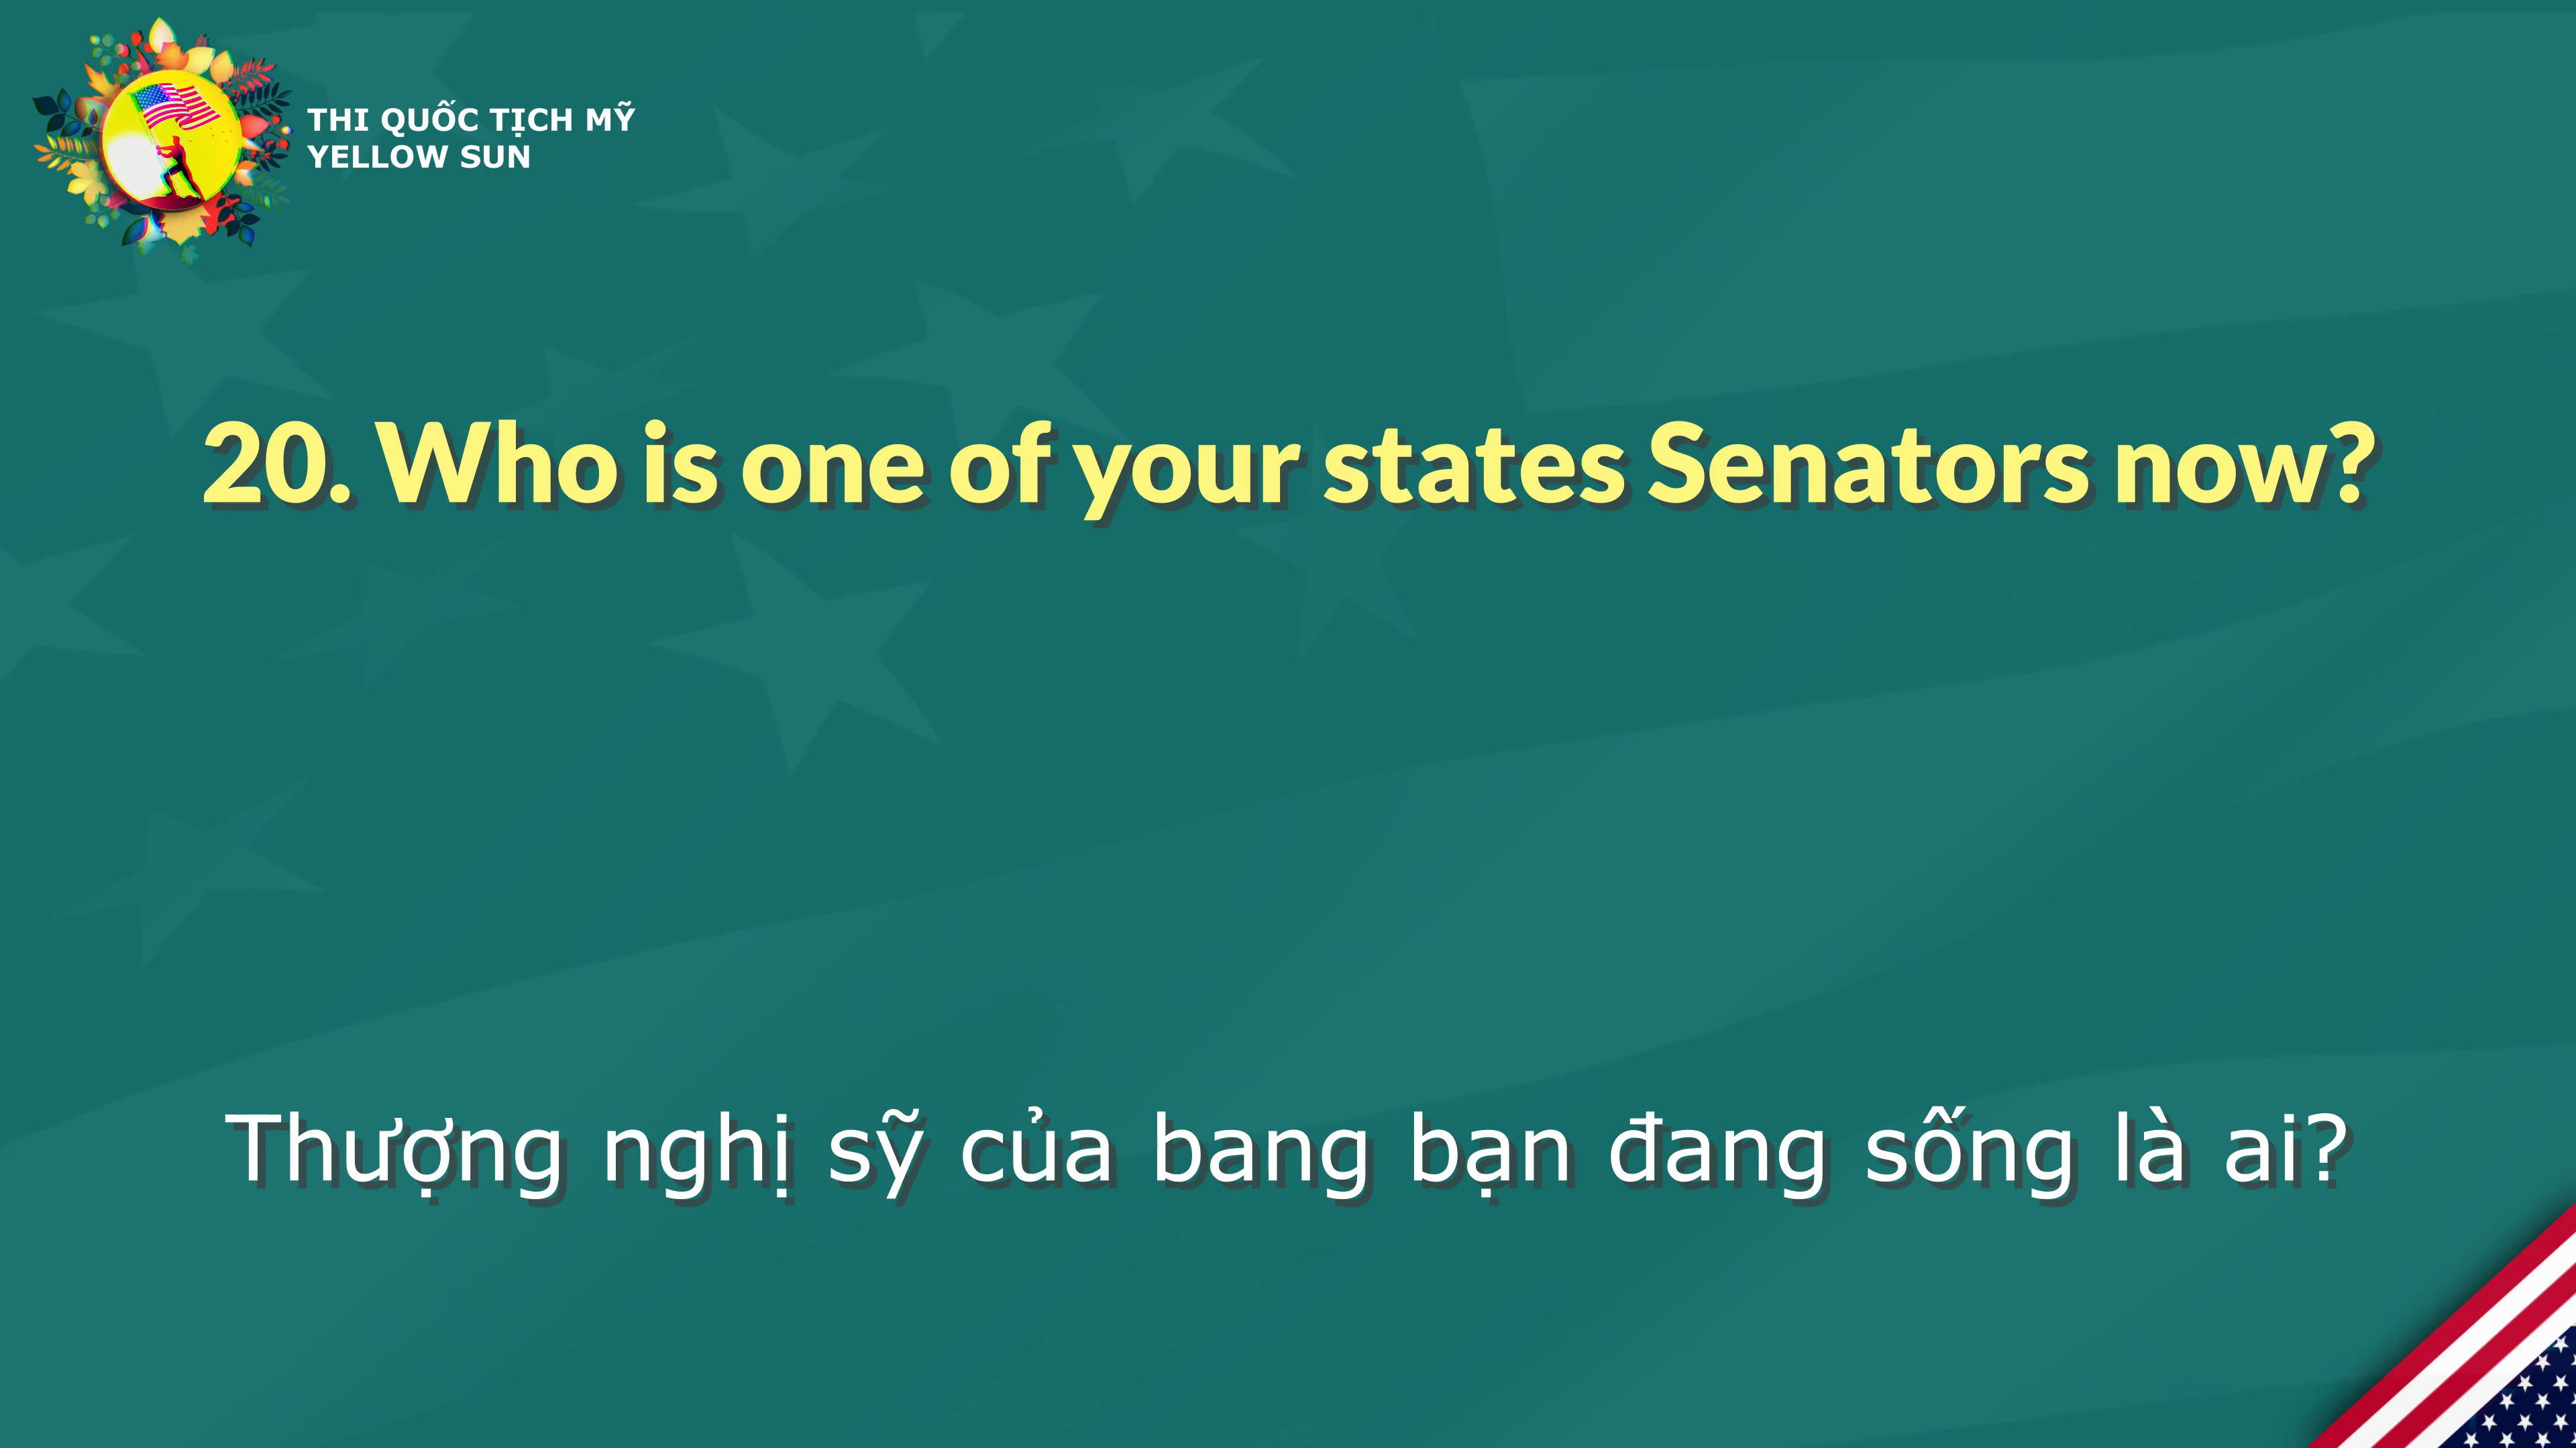 THI QUỐC TỊCH MỸ
YELLOW SUN
20. Who is one of your states Senators now?
Thượng nghị sỹ của bang bạn đang sống là ai?